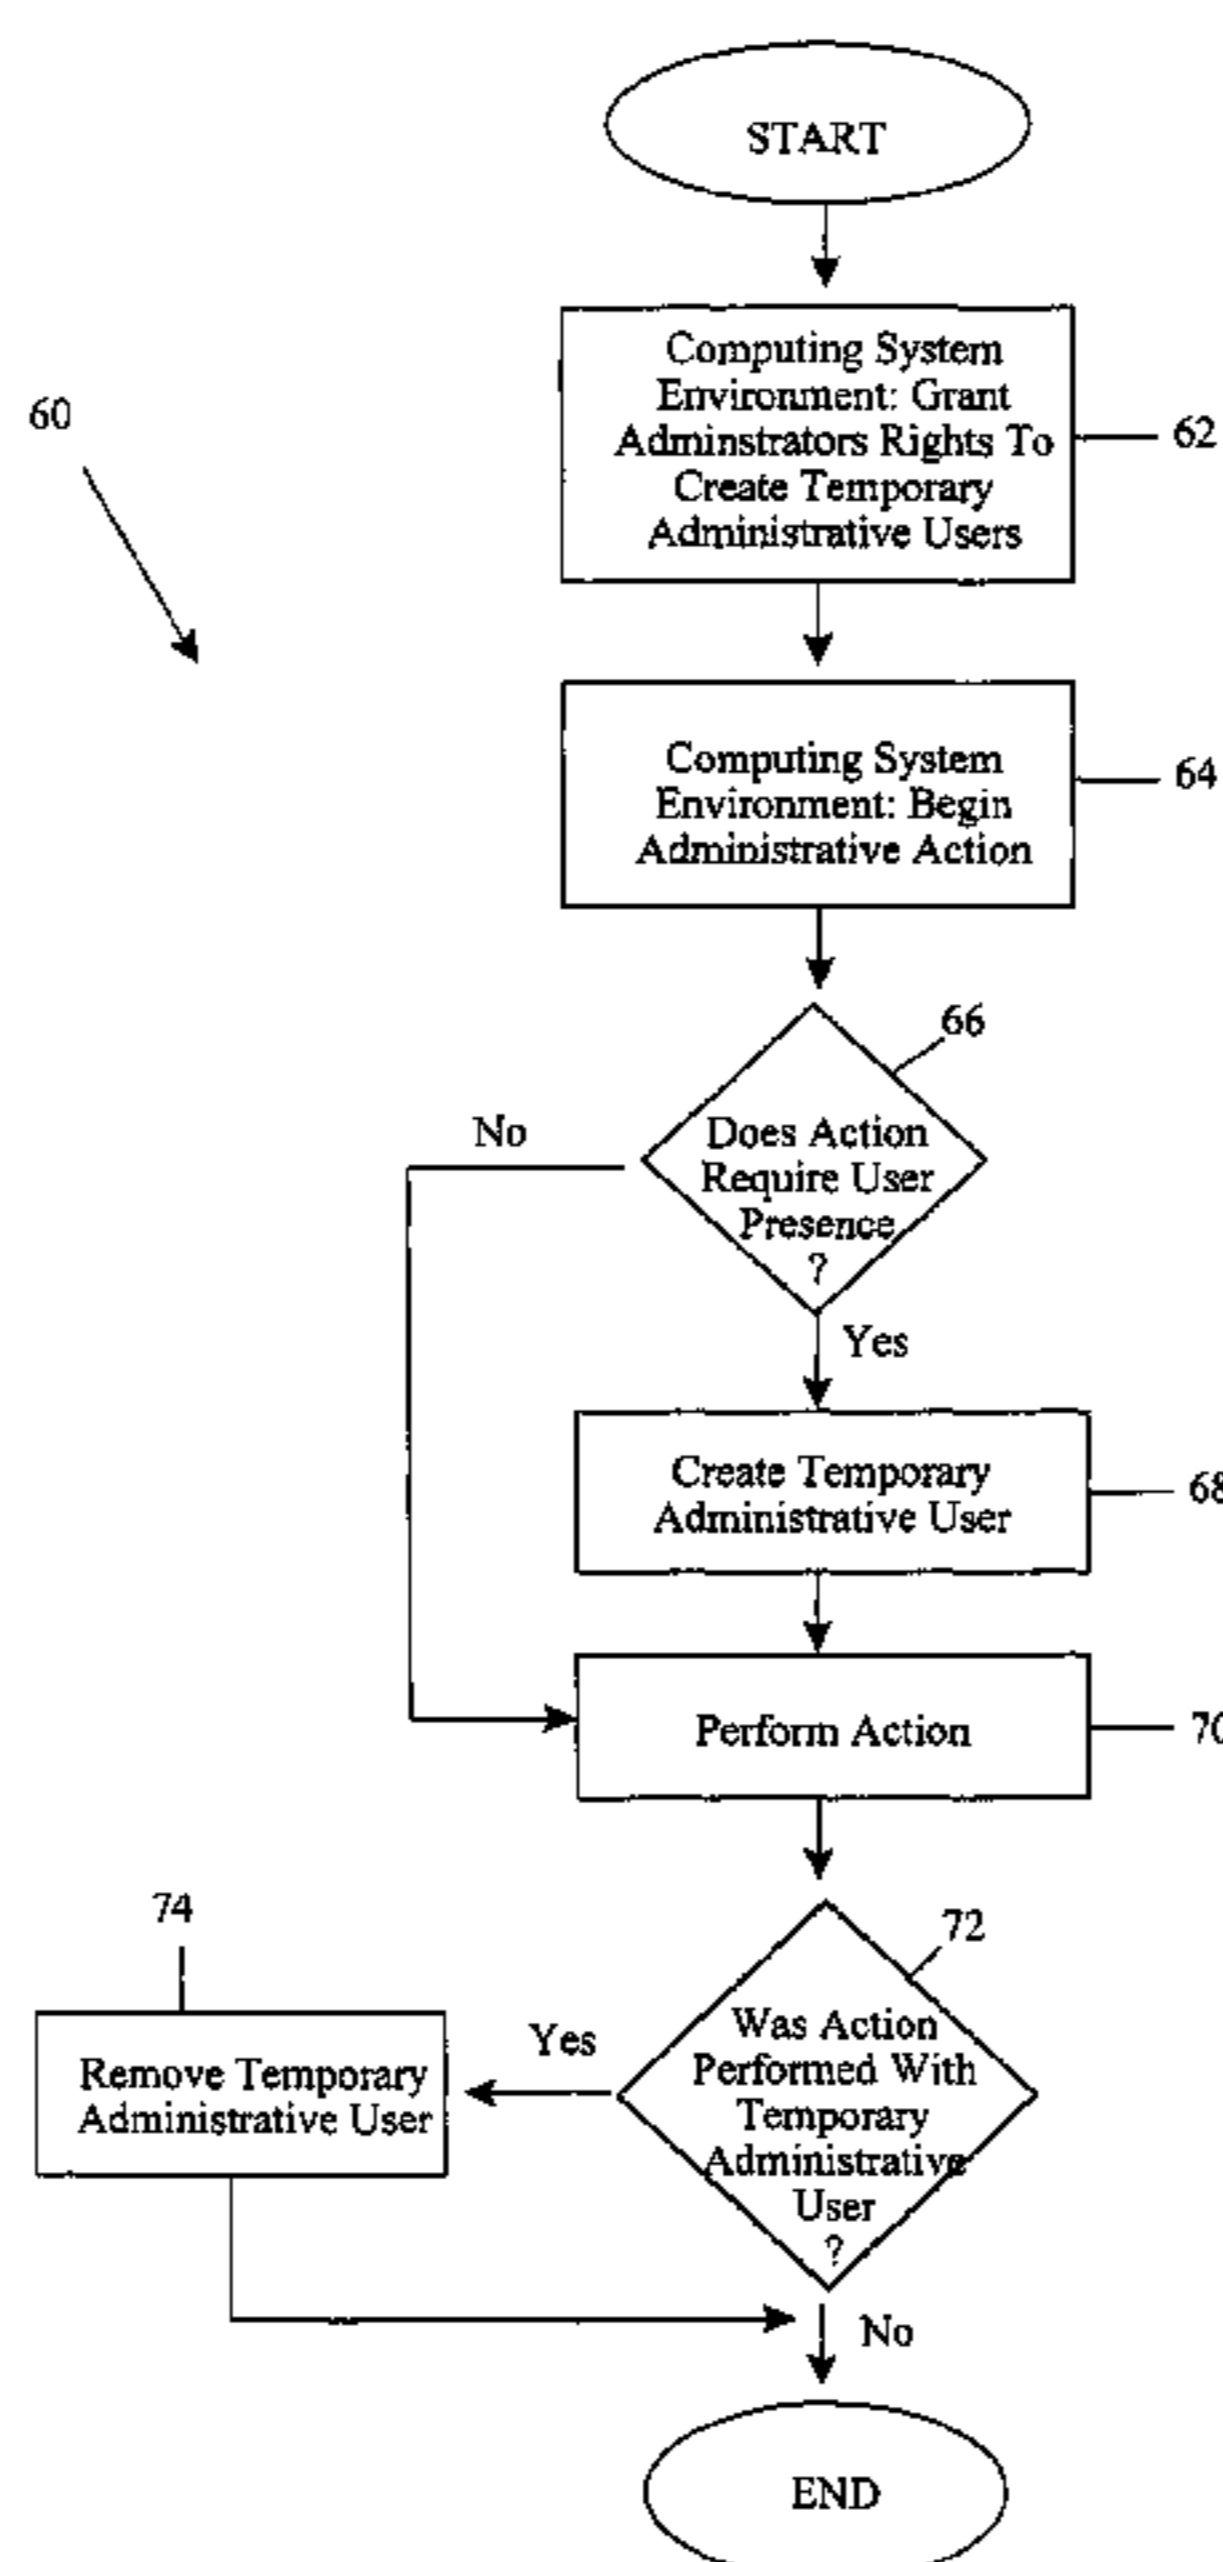 START
Computing System
Environment: Grant
Adminstrators Rights To
Create Temporary
Administrative Users
60
62
Computing System
Environment: Begin
Administrative Action
64
66
No
Does Action
Require User
Presence
?
Yes
Create Temporary
Administrative User
68
Perform Action
70
74
72
Remove Temporary
Administrative User
Yes
Was Action
Performed With
Temporary
Administrative
User
?
No
END